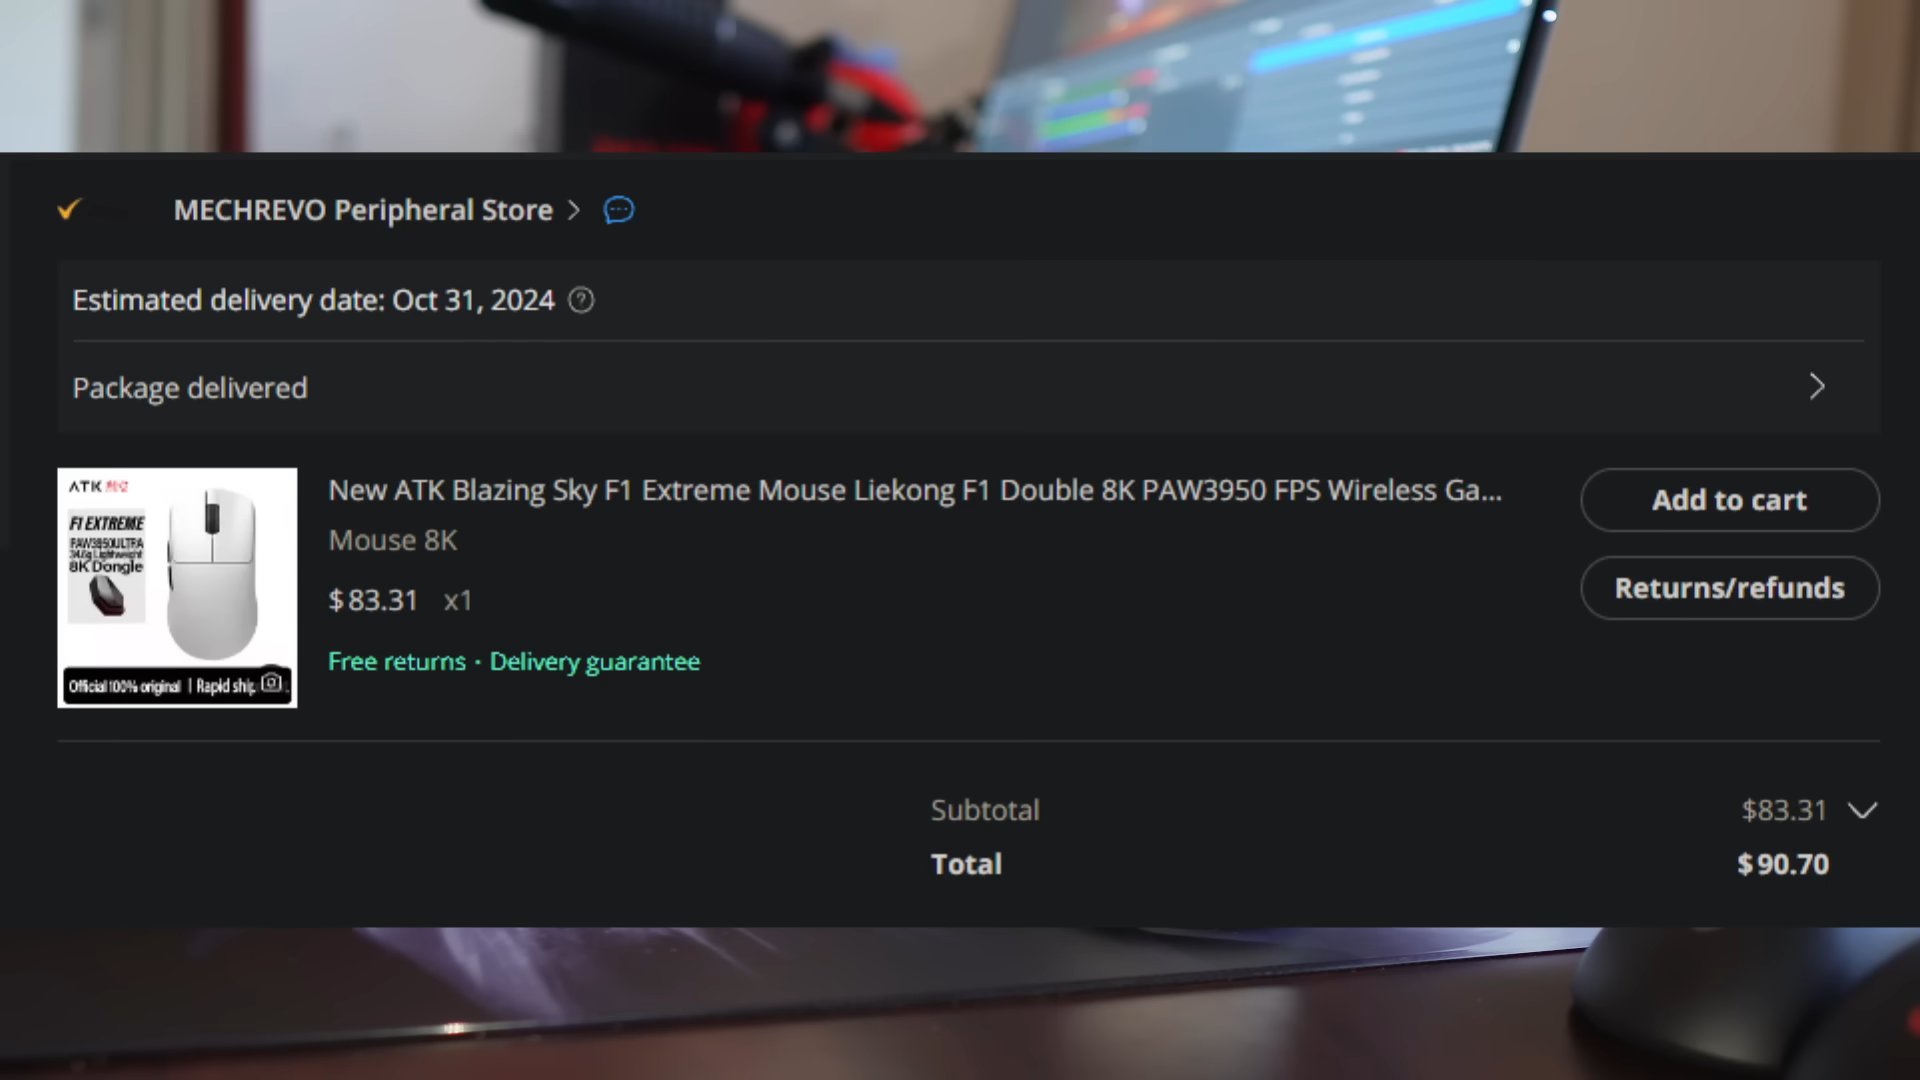 MECHREVO Peripheral Store
Estimated delivery date: Oct 31, 2024
Package delivered
ATK
F1 EXTREME
PAW3950ULTRA
8K Dongle
Official 100% original | Rapid ship
New ATK Blazing Sky F1 Extreme Mouse Liekong F1 Double 8K PAW3950 FPS Wireless Ga...
Mouse 8K
$83.31 x1
Free returns · Delivery guarantee
Add to cart
Returns/refunds
Subtotal $83.31
Total $90.70